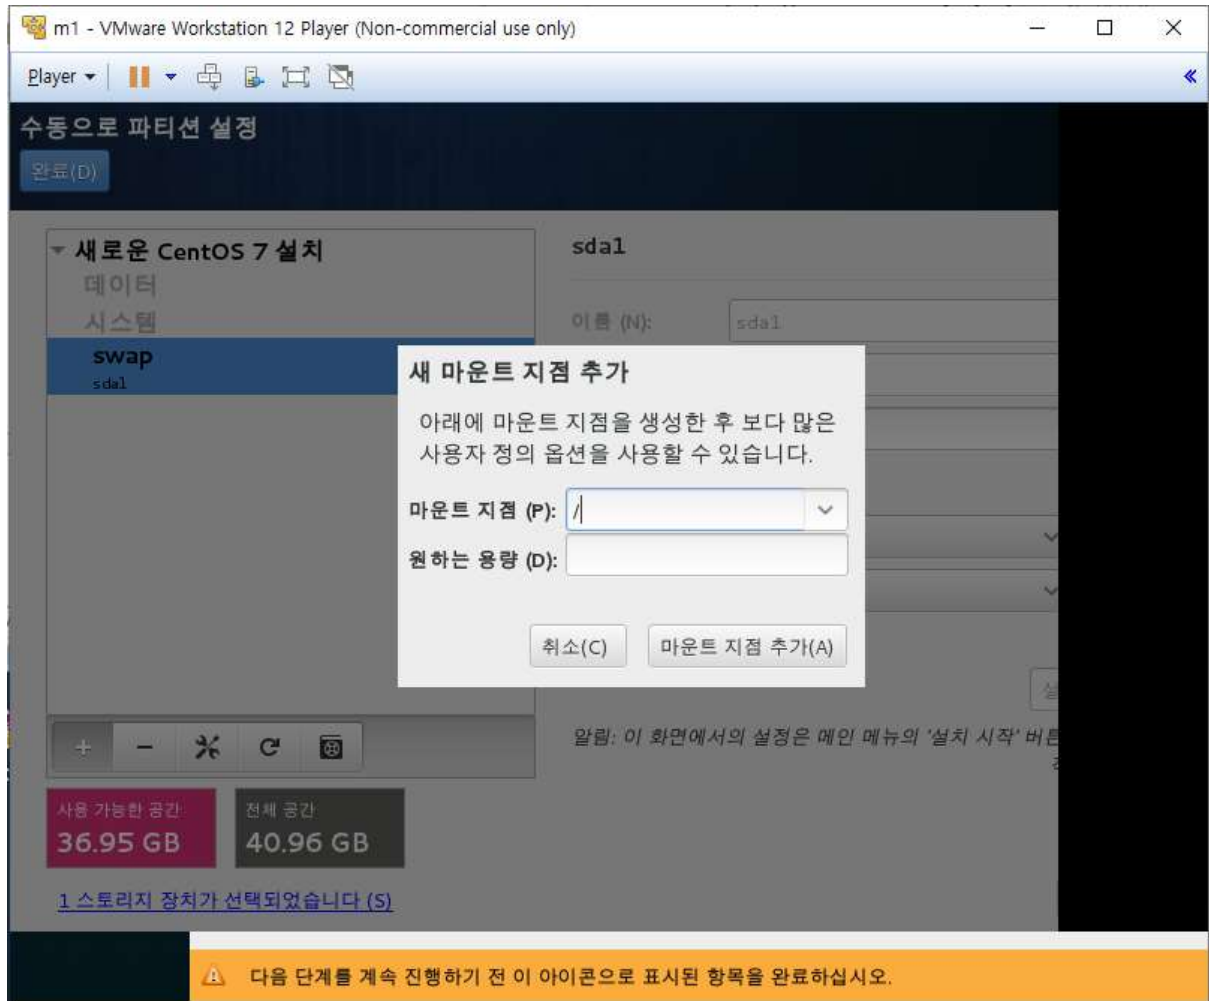 m1 - VMware Workstation 12 Player (Non-commercial use only)
Player
수동으로 파티션 설정
완료(D)
새로운 CentOS 7 설치
데이터
시스템
swap
sda1
sda1
이름 (N):
sda1
새 마운트 지점 추가
아래에 마운트 지점을 생성한 후 보다 많은
사용자 정의 옵션을 사용할 수 있습니다.
마운트 지점 (P): /
원하는 용량 (D):
취소(C)
마운트 지점 추가(A)
알림: 이 화면에서의 설정은 메인 메뉴의 '설치 시작' 버튼
사용 가능한 공간
36.95 GB
전체 공간
40.96 GB
1 스토리지 장치가 선택되었습니다 (S)
다음 단계를 계속 진행하기 전 이 아이콘으로 표시된 항목을 완료하십시오.